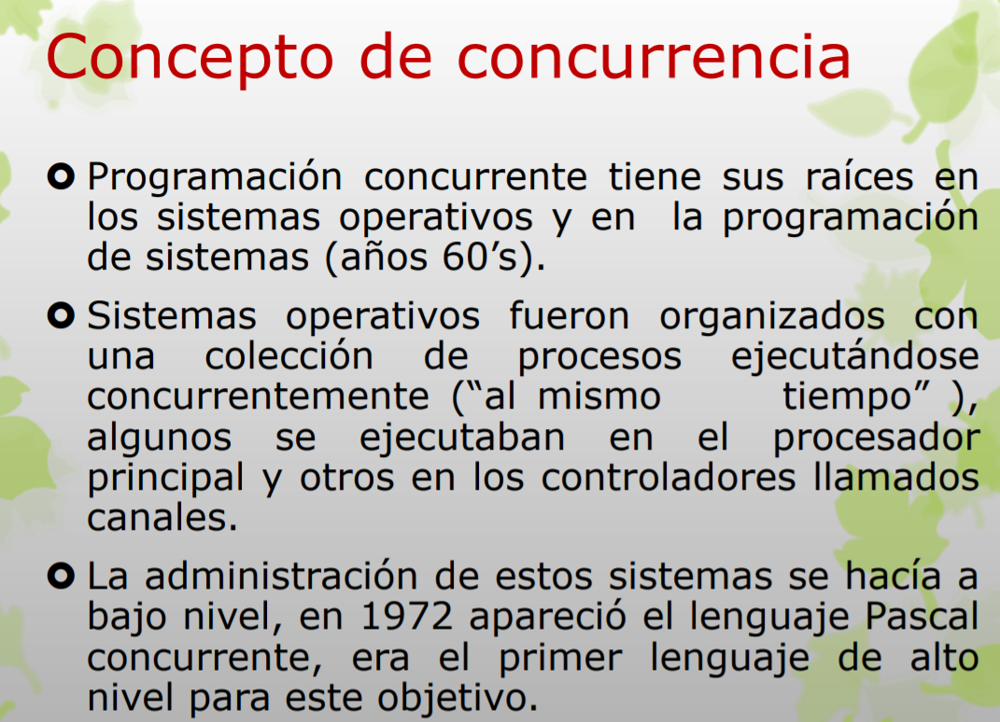 Concepto de concurrencia
Programación concurrente tiene sus raíces en
los sistemas operativos y en la programación
de sistemas (años 60’s).
Sistemas operativos fueron organizados con
una colección de procesos ejecutándose
concurrentemente (“al mismo tiempo” ),
algunos se ejecutaban en el procesador
principal y otros en los controladores llamados
canales.
La administración de estos sistemas se hacía a
bajo nivel, en 1972 apareció el lenguaje Pascal
concurrente, era el primer lenguaje de alto
nivel para este objetivo.